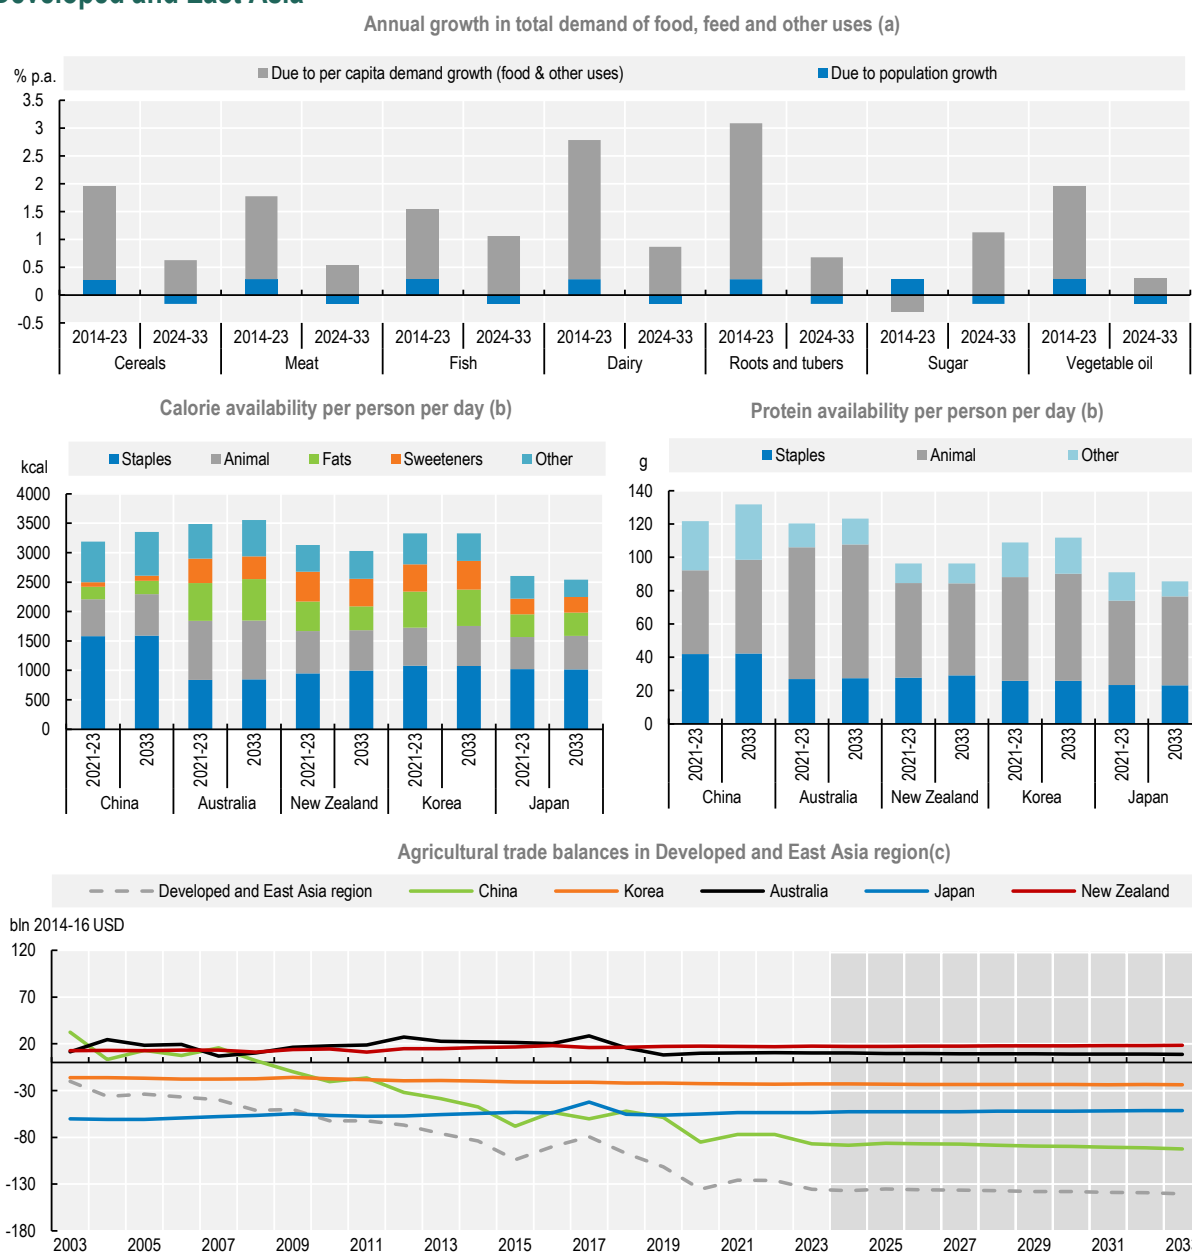 Developed and East Asia
Annual growth in total demand of food, feed and other uses (a)
% p.a.
Due to per capita demand growth (food & other uses)
Due to population growth
3.5
3
2.5
2
1.5
1
0.5
0
-0.5
2014-23 2024-33 2014-23 2024-33 2014-23 2024-33 2014-23 2024-33 2014-23 2024-33 2014-23 2024-33 2014-23 2024-33
Cereals Meat Fish Dairy Roots and tubers Sugar Vegetable oil
Calorie availability per person per day (b)
kcal
Staples Animal Fats Sweeteners Other
4000
3500
3000
2500
2000
1500
1000
500
0
2021-23 2033 2021-23 2033 2021-23 2033 2021-23 2033 2021-23 2033
China Australia New Zealand Korea Japan
Protein availability per person per day (b)
g
Staples Animal Other
140
120
100
80
60
40
20
0
2021-23 2033 2021-23 2033 2021-23 2033 2021-23 2033 2021-23 2033
China Australia New Zealand Korea Japan
Agricultural trade balances in Developed and East Asia region(c)
Developed and East Asia region China Korea Australia Japan New Zealand
bln 2014-16 USD
120
70
20
-30
-80
-130
-180
2003 2005 2007 2009 2011 2013 2015 2017 2019 2021 2023 2025 2027 2029 2031